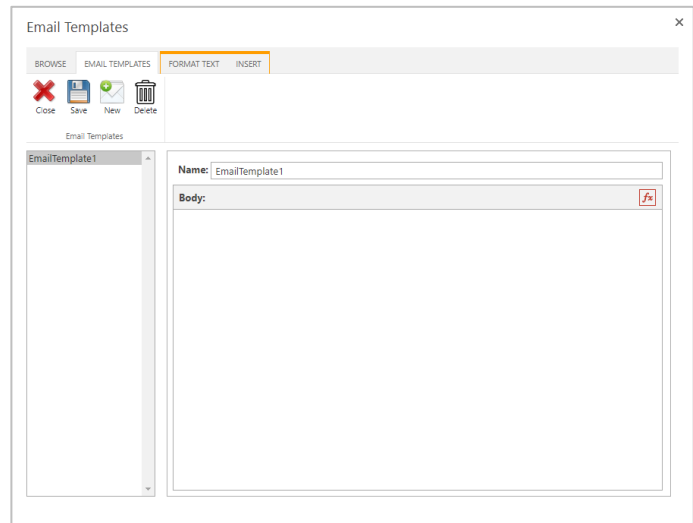 Email Templates
BROWSE EMAIL TEMPLATES FORMAT TEXT INSERT
Close Save New Delete
Email Templates
EmailTemplate1
Name: EmailTemplate1
Body: fx